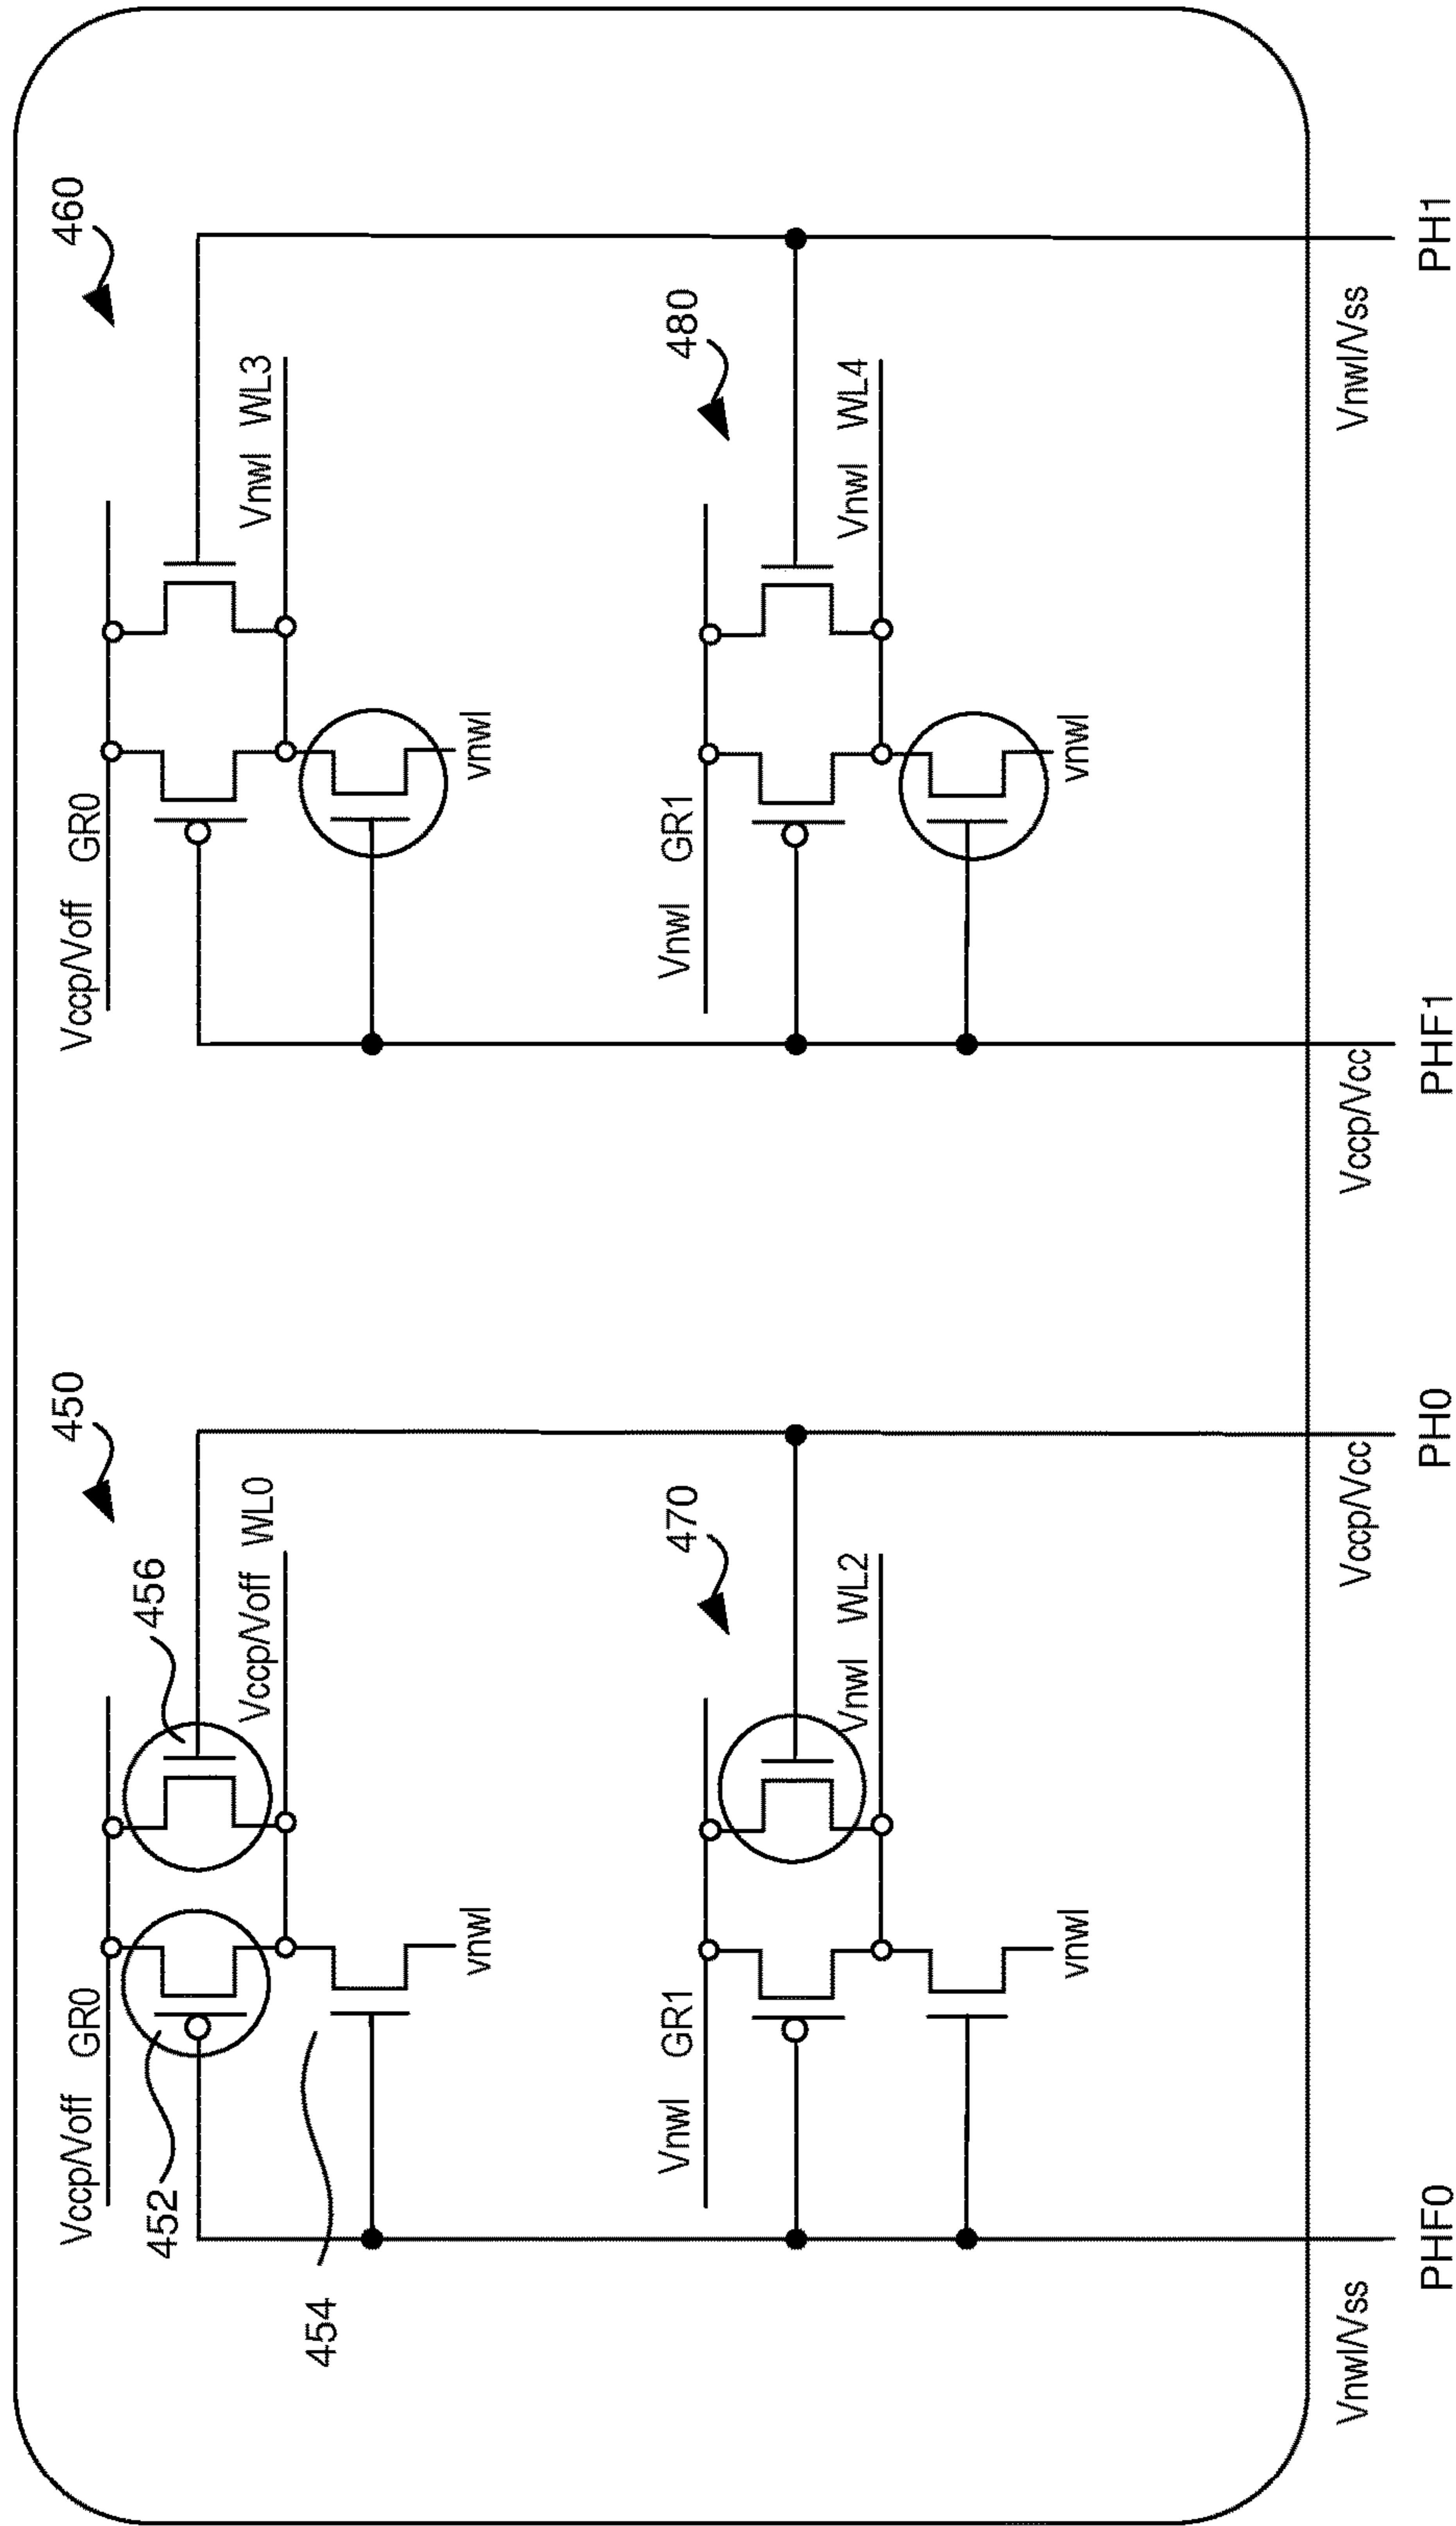 450
460
Vccp/Voff GR0
456
Vccp/Voff GR0
452
Vccp/Voff WL0
Vnwl WL3
454
vnwl
vnwl
470
480
Vnwl GR1
Vnwl GR1
Vnwl WL2
Vnwl WL4
vnwl
vnwl
Vnwl/Vss
Vccp/Vcc
Vccp/Vcc
Vnwl/Vss
PHF0
PH0
PHF1
PH1